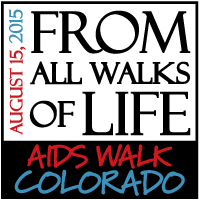 AUGUST 15, 2015
FROM
ALL WALKS
OF LIFE
AIDS WALK
COLORADO